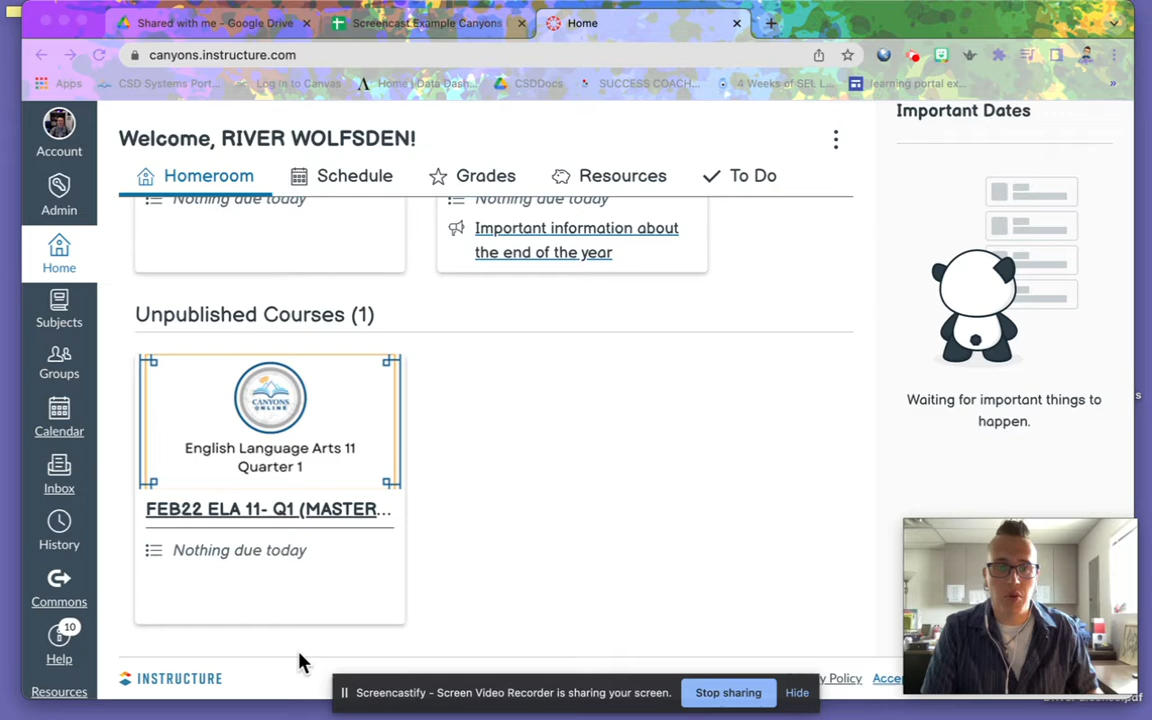 Shared with me - Google Drive
Screencast Example Canyons
Home
canyons.instructure.com
Apps
CSD Systems Port...
Log In to Canvas
Home | Data Dash...
CSDDocs
SUCCESS COACH...
4 Weeks of SEL L...
learning portal ex...
Account
Admin
Home
Subjects
Groups
Calendar
Inbox
History
Commons
10
Help
Resources
Welcome, RIVER WOLFSDEN!
Homeroom
Schedule
Grades
Resources
To Do
Nothing due today
Nothing due today
Important information about
the end of the year
Unpublished Courses (1)
CANYONS
ONLINE
English Language Arts 11
Quarter 1
FEB22 ELA 11- Q1 (MASTER...
Nothing due today
INSTRUCTURE
Policy
Important Dates
Waiting for important things to
happen.
Screencastify - Screen Video Recorder is sharing your screen.
Stop sharing
Hide